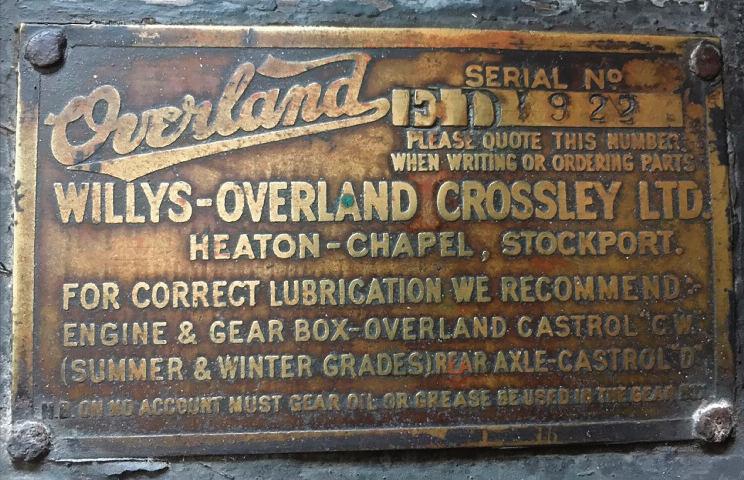 Overland
SERIAL Nº
1922
PLEASE QUOTE THIS NUMBER
WHEN WRITING OR ORDERING PARTS
WILLYS-OVERLAND CROSSLEY LTD.
HEATON-CHAPEL, STOCKPORT.
FOR CORRECT LUBRICATION WE RECOMMEND:-
ENGINE & GEAR BOX-OVERLAND CASTROL "C.W.
(SUMMER & WINTER GRADES) REAR AXLE-CASTROL "D"
N.B. ON NO ACCOUNT MUST GEAR OIL OR GREASE BE USED IN THE GEAR BOX